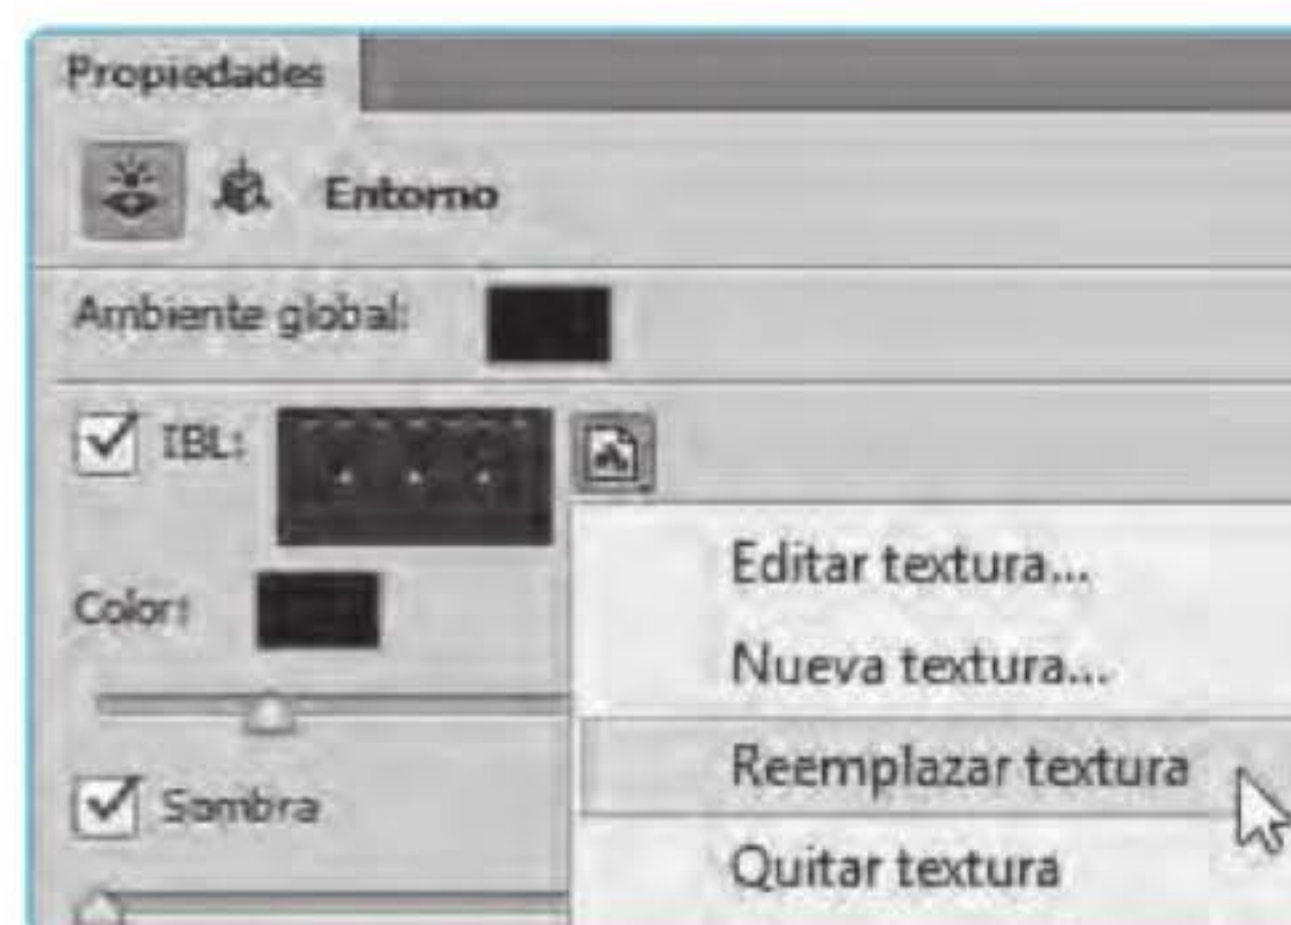 Propiedades
Entorno
Ambiente global:
IBL:
Color:
Editar textura...
Nueva textura...
Reemplazar textura
Sombra
Quitar textura